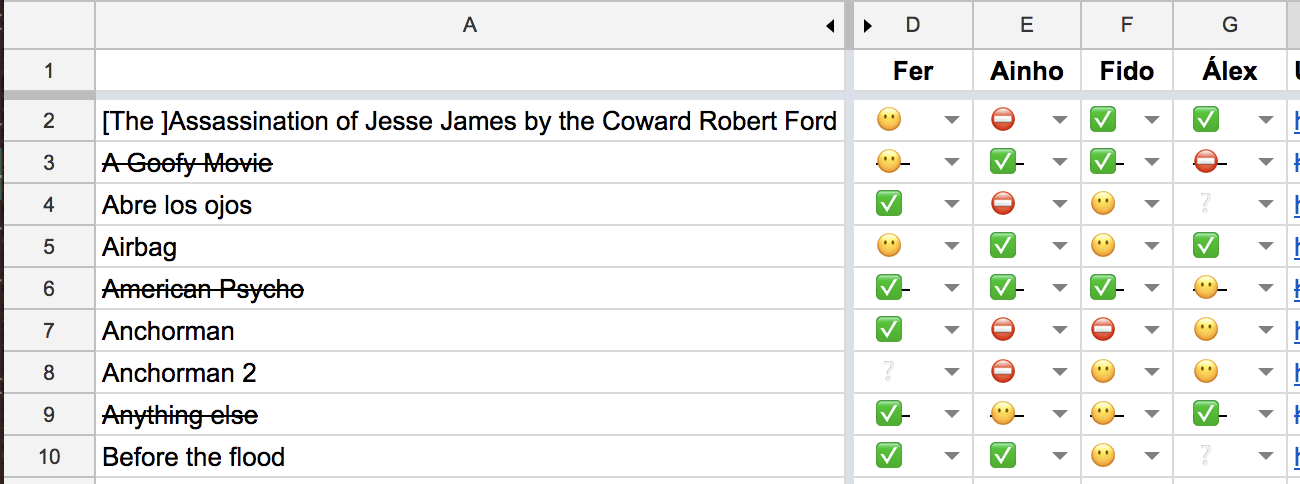 A D E F G
1 Fer Ainho Fido Álex
2 [The ]Assassination of Jesse James by the Coward Robert Ford 😶 ⛔ ✅ ✅
3 A Goofy Movie 😶 ✅ ✅ ⛔
4 Abre los ojos ✅ ⛔ 😶 ❔
5 Airbag 😶 ✅ 😶 ✅
6 American Psycho ✅ ✅ ✅ 😶
7 Anchorman ✅ ⛔ ⛔ 😶
8 Anchorman 2 ❔ ⛔ 😶 😶
9 Anything else ✅ 😶 😶 ✅
10 Before the flood ✅ ✅ 😶 ❔